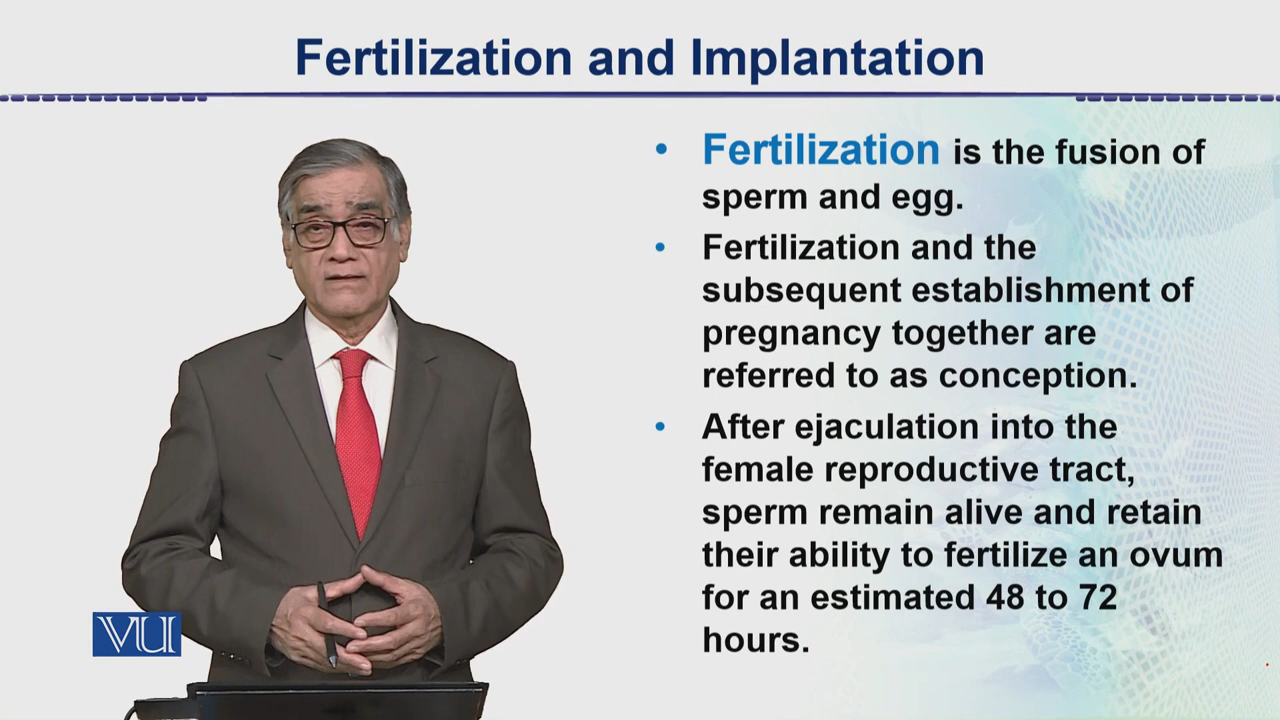 Fertilization and Implantation
• Fertilization is the fusion of
sperm and egg.
• Fertilization and the
subsequent establishment of
pregnancy together are
referred to as conception.
• After ejaculation into the
female reproductive tract,
sperm remain alive and retain
their ability to fertilize an ovum
for an estimated 48 to 72
hours.
VU